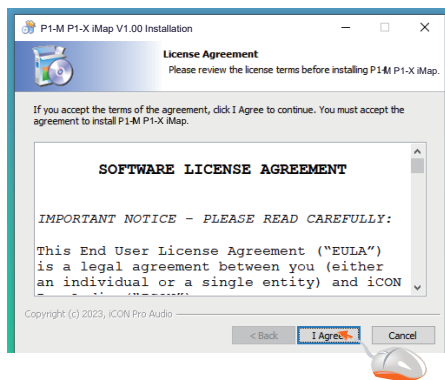 P1-M P1-X iMap V1.00 Installation
License Agreement
Please review the license terms before installing P1-M P1-X iMap.
If you accept the terms of the agreement, click I Agree to continue. You must accept the
agreement to install P1-M P1-X iMap.
SOFTWARE LICENSE AGREEMENT
IMPORTANT NOTICE – PLEASE READ CAREFULLY:
This End User License Agreement (“EULA”)
is a legal agreement between you (either
an individual or a single entity) and iCON
Copyright (c) 2023, iCON Pro Audio
< Back
I Agree
Cancel